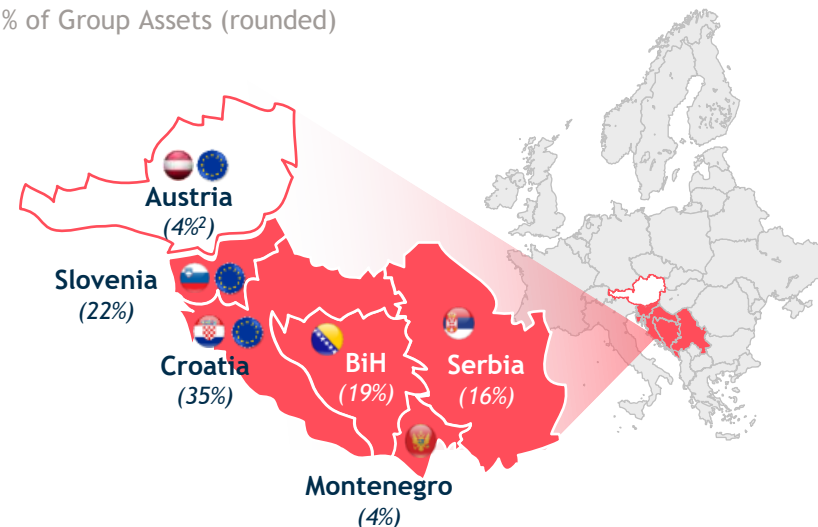 % of Group Assets (rounded)
Austria
(4%²)
Slovenia
(22%)
Croatia
(35%)
BiH
(19%)
Serbia
(16%)
Montenegro
(4%)